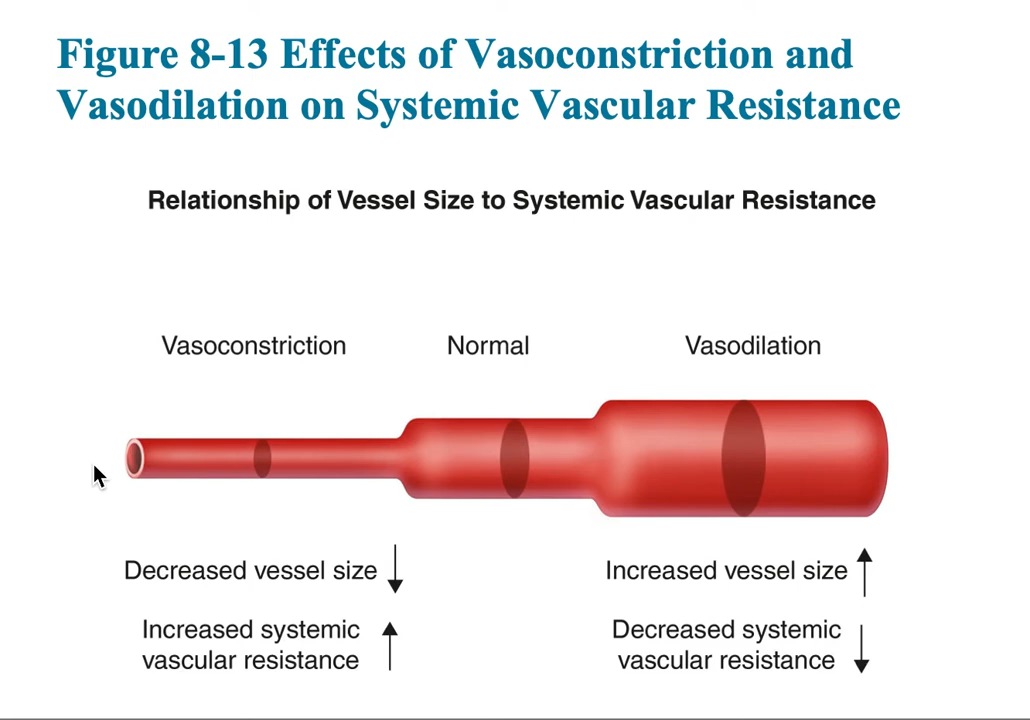 Figure 8-13 Effects of Vasoconstriction and
Vasodilation on Systemic Vascular Resistance
Relationship of Vessel Size to Systemic Vascular Resistance
Vasoconstriction
Normal
Vasodilation
Decreased vessel size
Increased systemic
vascular resistance
Increased vessel size
Decreased systemic
vascular resistance